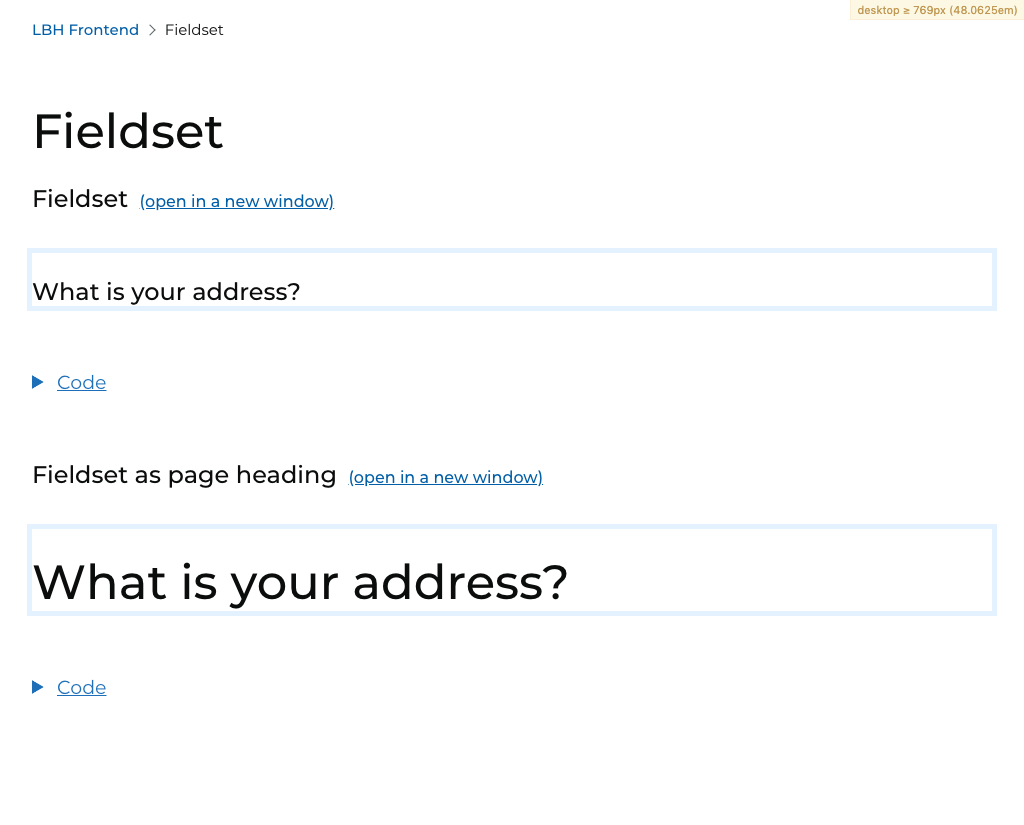 desktop ≥ 769px (48.0625em)
LBH Frontend > Fieldset
Fieldset
Fieldset (open in a new window)
What is your address?
Code
Fieldset as page heading (open in a new window)
What is your address?
Code